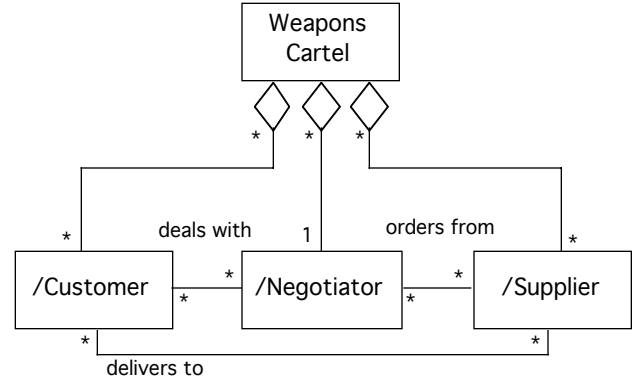 Weapons
Cartel
* * *
deals with
orders from
* 1 *
/Customer
/Negotiator
/Supplier
* * * *
* *
delivers to